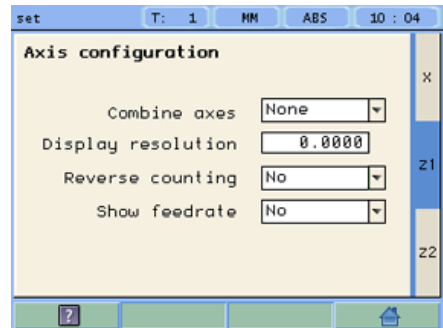 set T: 1 MM ABS 10 : 04
Axis configuration
X
Combine axes None
Display resolution 0.0000
Z1
Reverse counting No
Show feedrate No
Z2
?